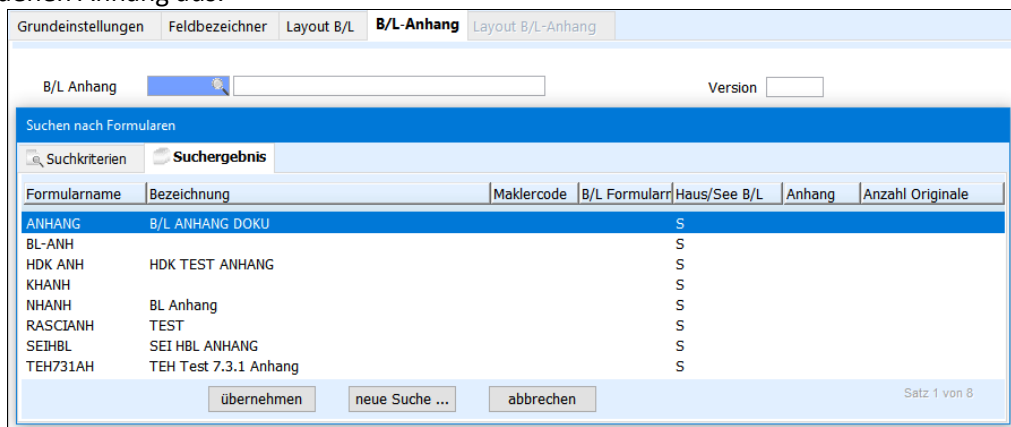 denen Anhang aus.
Grundeinstellungen Feldbezeichner Layout B/L B/L-Anhang Layout B/L-Anhang
B/L Anhang Version
Suchen nach Formularen
Suchkriterien Suchergebnis
Formularname Bezeichnung Maklercode B/L Formularr Haus/See B/L Anhang Anzahl Originale
ANHANG B/L ANHANG DOKU S
BL-ANH S
HDK ANH HDK TEST ANHANG S
KHANH S
NHANH BL Anhang S
RASCIANH TEST S
SEIHBL SEI HBL ANHANG S
TEH731AH TEH Test 7.3.1 Anhang S
übernehmen neue Suche ... abbrechen Satz 1 von 8